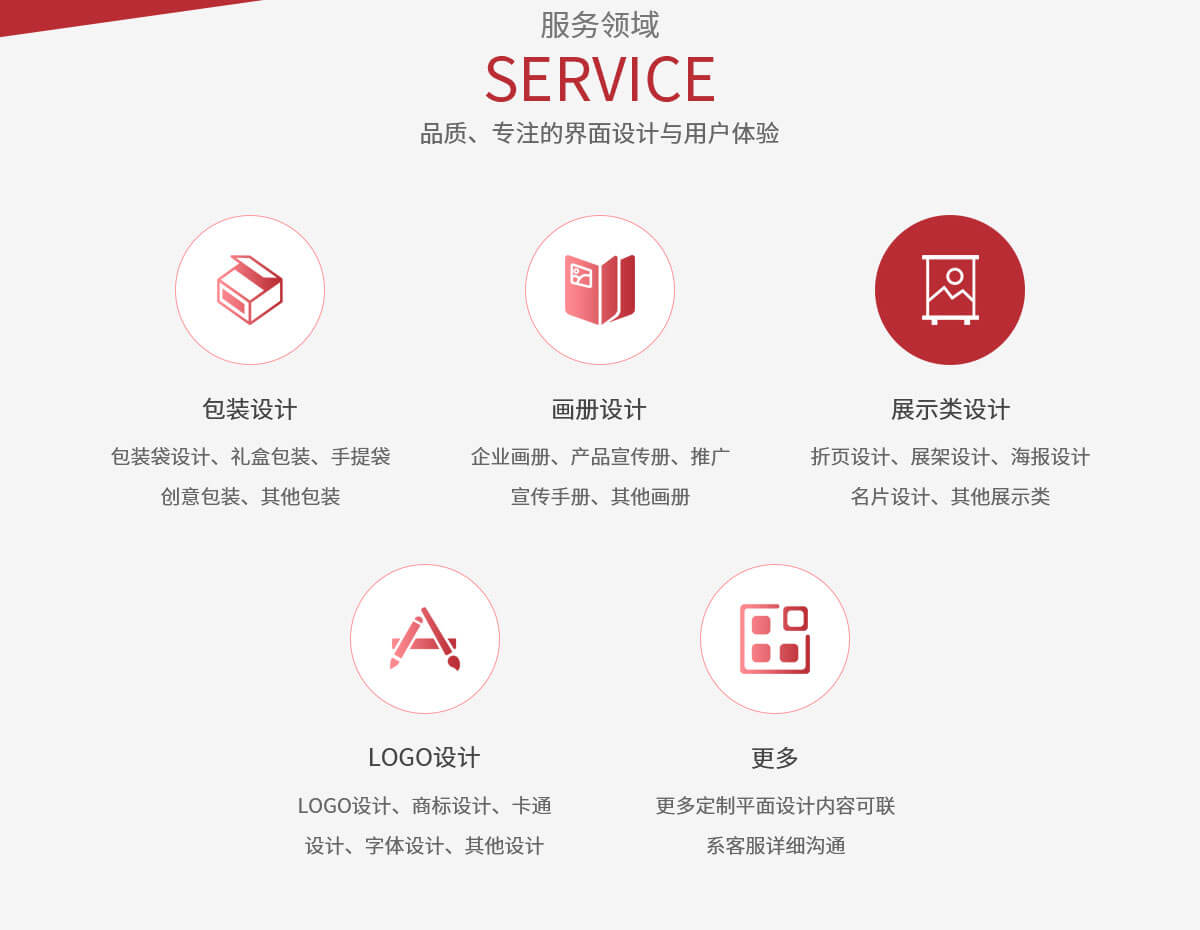 服务领域
SERVICE
品质、专注的界面设计与用户体验
包装设计
包装袋设计、礼盒包装、手提袋
创意包装、其他包装
画册设计
企业画册、产品宣传册、推广
宣传手册、其他画册
展示类设计
折页设计、展架设计、海报设计
名片设计、其他展示类
LOGO设计
LOGO设计、商标设计、卡通
设计、字体设计、其他设计
更多
更多定制平面设计内容可联
系客服详细沟通